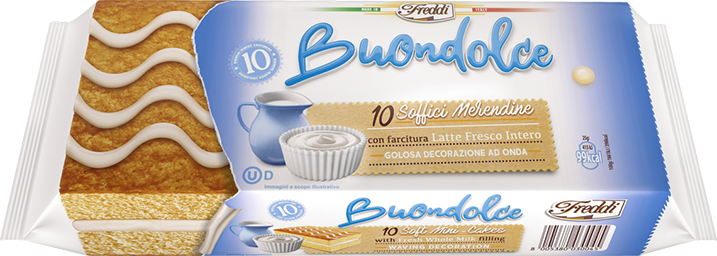 MADE IN ITALY
Freddi
Buondolce
10
10 Soffici Merendine
con farcitura Latte Fresco Intero
GOLOSA DECORAZIONE AD ONDA
25g
99kcal
U D
immagini a scopo illustrativo
10
Buondolce
Freddi
10 Soft Mini-Cakes
with Fresh Whole Milk filling
WAVING DECORATION